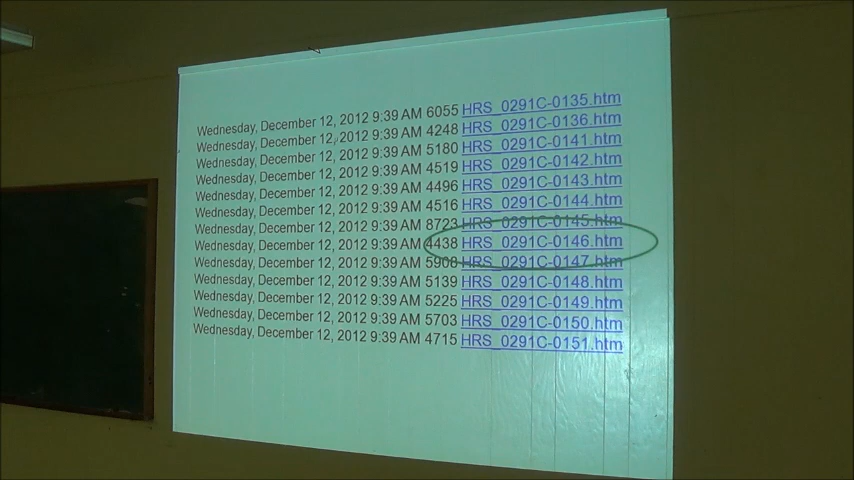 Wednesday, December 12, 2012 9:39 AM 6055 HRS_0291C-0135.htm
Wednesday, December 12, 2012 9:39 AM 4248 HRS_0291C-0136.htm
Wednesday, December 12, 2012 9:39 AM 5180 HRS_0291C-0141.htm
Wednesday, December 12, 2012 9:39 AM 4519 HRS_0291C-0142.htm
Wednesday, December 12, 2012 9:39 AM 4496 HRS_0291C-0143.htm
Wednesday, December 12, 2012 9:39 AM 4516 HRS_0291C-0144.htm
Wednesday, December 12, 2012 9:39 AM 8723 HRS_0291C-0145.htm
Wednesday, December 12, 2012 9:39 AM 4438 HRS_0291C-0146.htm
Wednesday, December 12, 2012 9:39 AM 5908 HRS_0291C-0147.htm
Wednesday, December 12, 2012 9:39 AM 5139 HRS_0291C-0148.htm
Wednesday, December 12, 2012 9:39 AM 5225 HRS_0291C-0149.htm
Wednesday, December 12, 2012 9:39 AM 5703 HRS_0291C-0150.htm
Wednesday, December 12, 2012 9:39 AM 4715 HRS_0291C-0151.htm